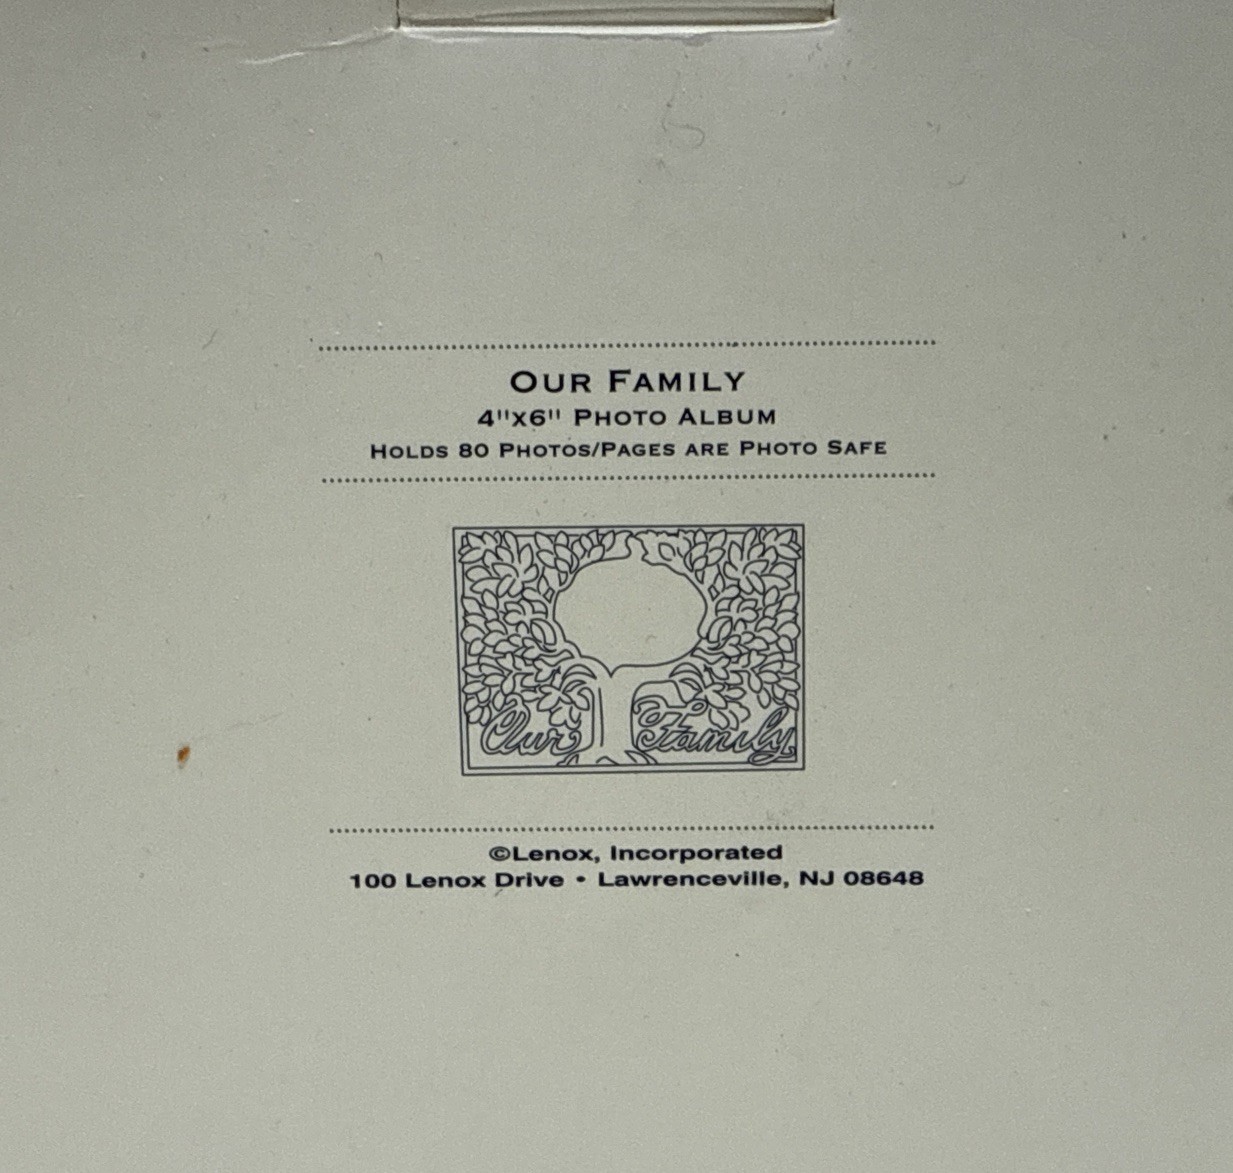 OUR FAMILY
4"X6" PHOTO ALBUM
HOLDS 80 PHOTOS/PAGES ARE PHOTO SAFE
Our Family
©Lenox, Incorporated
100 Lenox Drive • Lawrenceville, NJ 08648